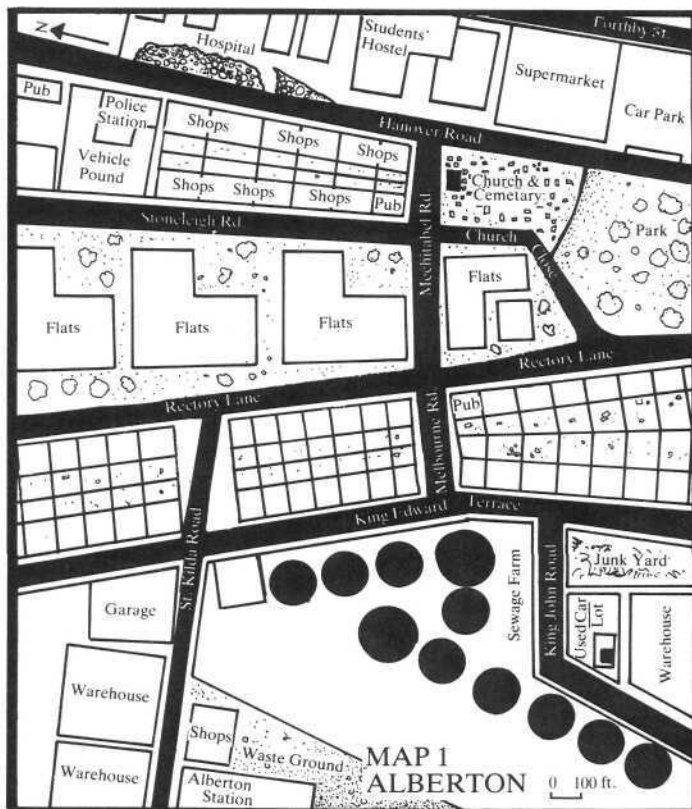 Forthby St.
N
Hospital
Students'
Hostel
Supermarket
Car Park
Pub
Police
Station
Vehicle
Pound
Shops
Shops
Shops
Hanover Road
Shops
Shops
Shops
Pub
Church &
Cemetary
Park
Stoneleigh Rd.
Mechitabel Rd.
Church Close
Flats
Flats
Flats
Flats
Rectory Lane
Rectory Lane
Pub
Melbourne Rd
King Edward Terrace
St. Kilda Road
Garage
Sewage Farm
King John Road
Junk Yard
Used Car
Lot
Warehouse
Warehouse
Shops
Waste Ground
Warehouse
Alberton
Station
MAP 1
ALBERTON
0 100 ft.